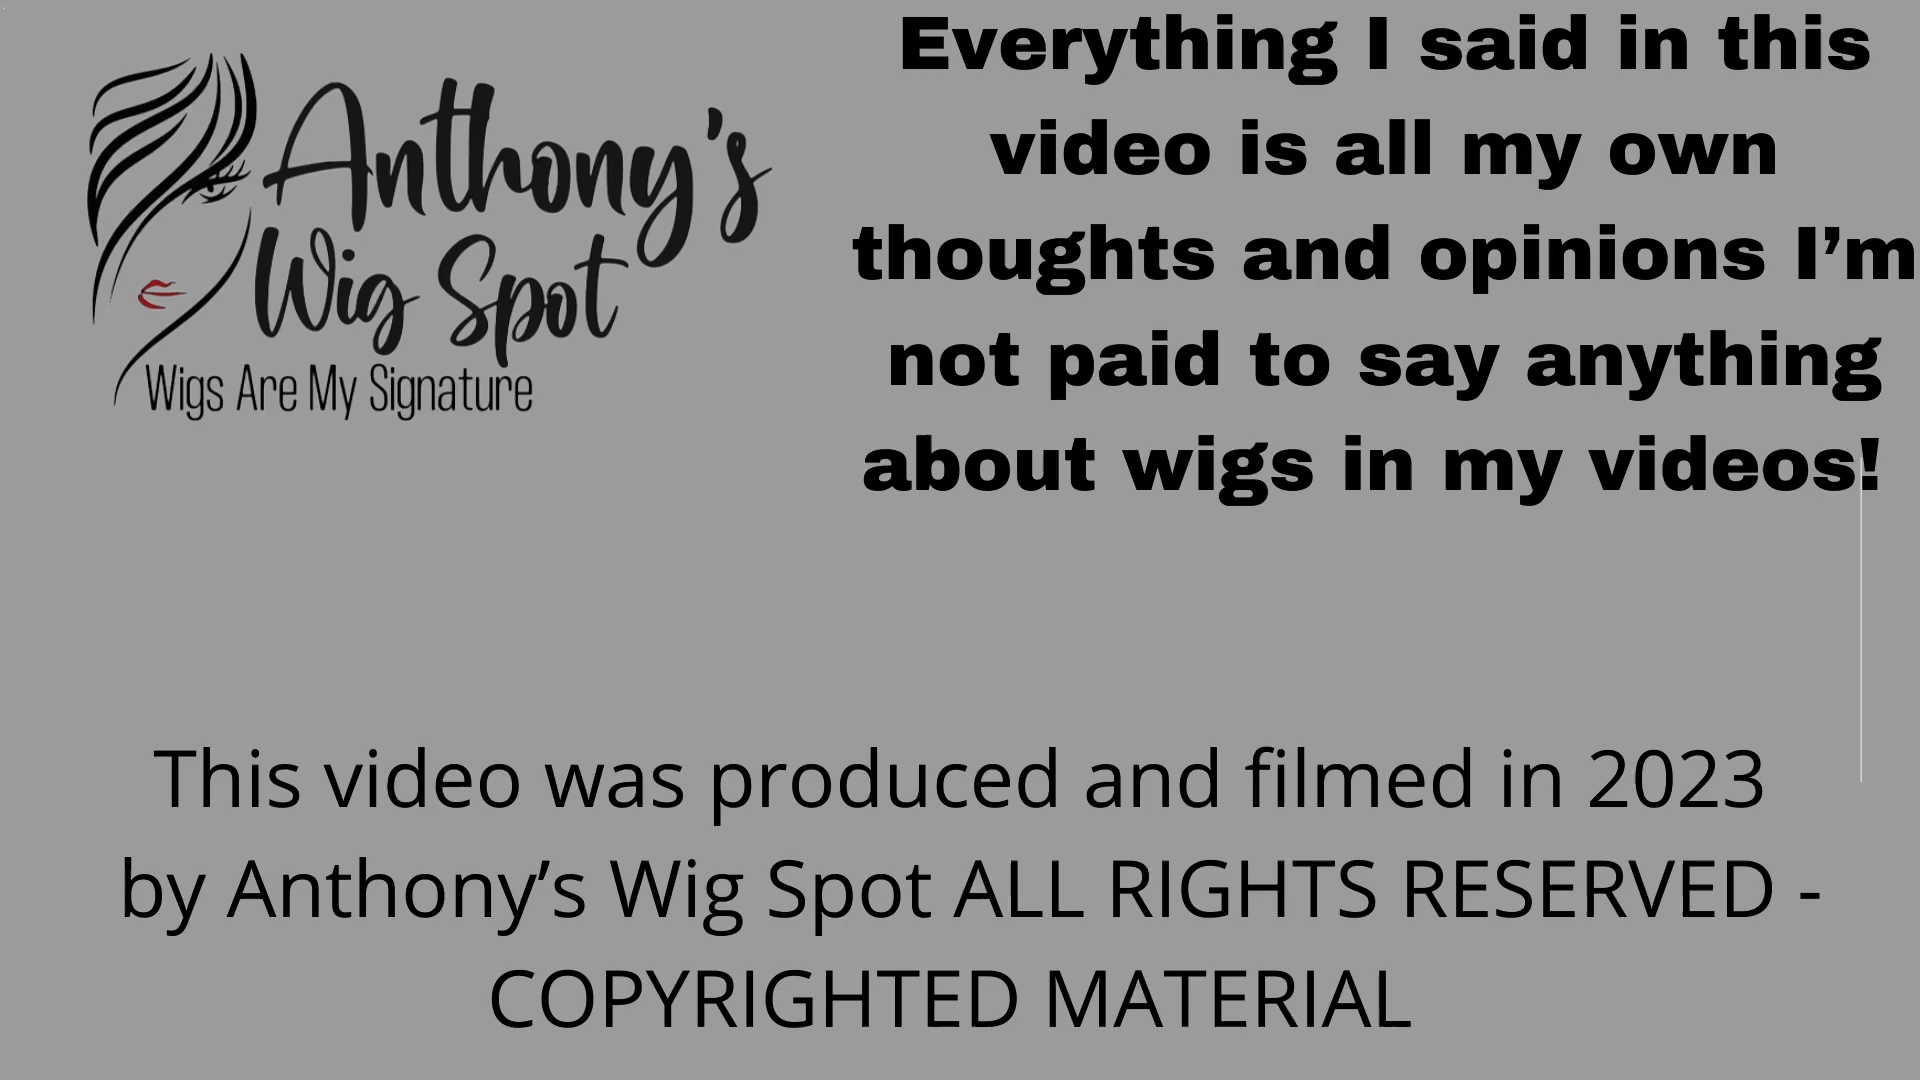 Anthony's
Wig Spot
Wigs Are My Signature
Everything I said in this
video is all my own
thoughts and opinions I’m
not paid to say anything
about wigs in my videos!
This video was produced and filmed in 2023
by Anthony’s Wig Spot ALL RIGHTS RESERVED -
COPYRIGHTED MATERIAL